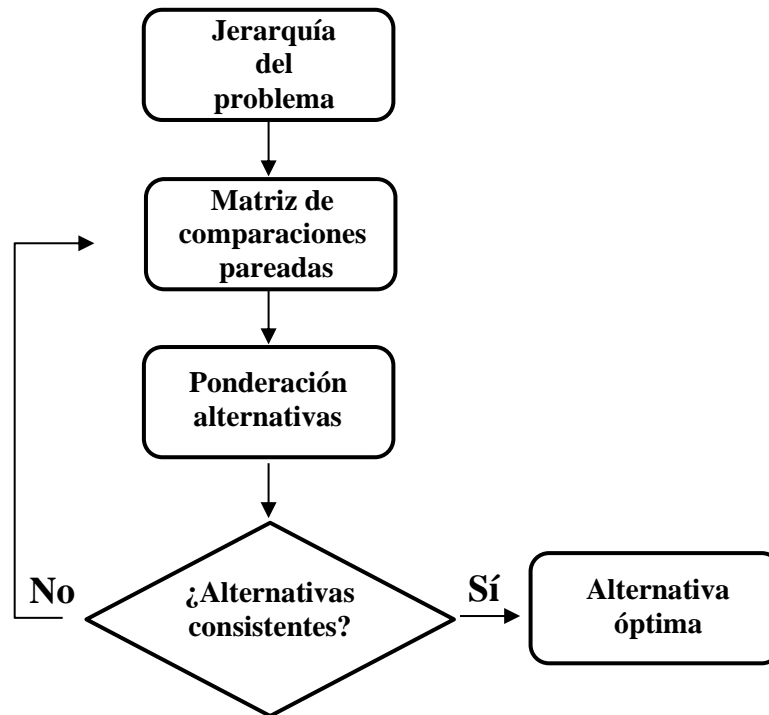 Jerarquía
del
problema
Matriz de
comparaciones
pareadas
Ponderación
alternativas
No
¿Alternativas
consistentes?
Sí
Alternativa
óptima